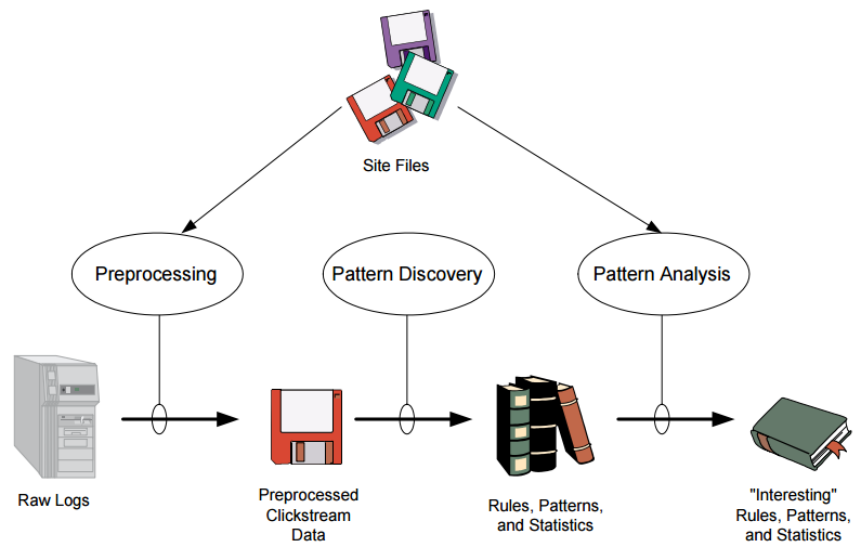 Site Files
Preprocessing
Pattern Discovery
Pattern Analysis
Raw Logs
Preprocessed
Clickstream
Data
Rules, Patterns,
and Statistics
"Interesting"
Rules, Patterns,
and Statistics